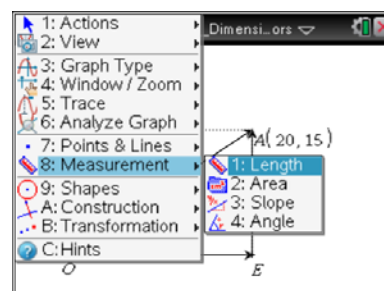 1: Actions
2: View
3: Graph Type
4: Window / Zoom
5: Trace
6: Analyze Graph
7: Points & Lines
8: Measurement
9: Shapes
A: Construction
B: Transformation
C: Hints
_Dimensi...ors
A( 20, 15 )
1: Length
2: Area
3: Slope
4: Angle
O
E